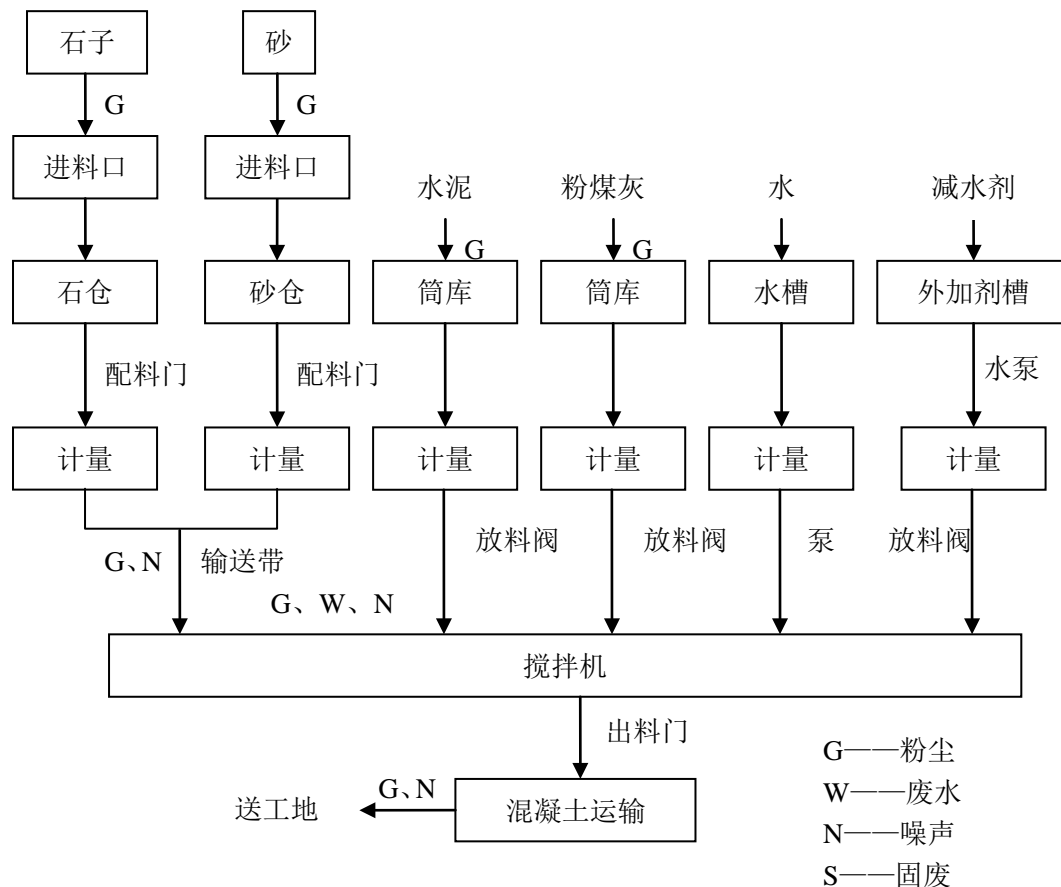 石子
砂
G
G
进料口
进料口
水泥
粉煤灰
水
减水剂
G
G
石仓
砂仓
筒库
筒库
水槽
外加剂槽
配料门
配料门
水泵
计量
计量
计量
计量
计量
计量
G、N
输送带
放料阀
放料阀
泵
放料阀
G、W、N
搅拌机
出料门
G——粉尘
G、N
送工地
混凝土运输
W——废水
N——噪声
S——固废